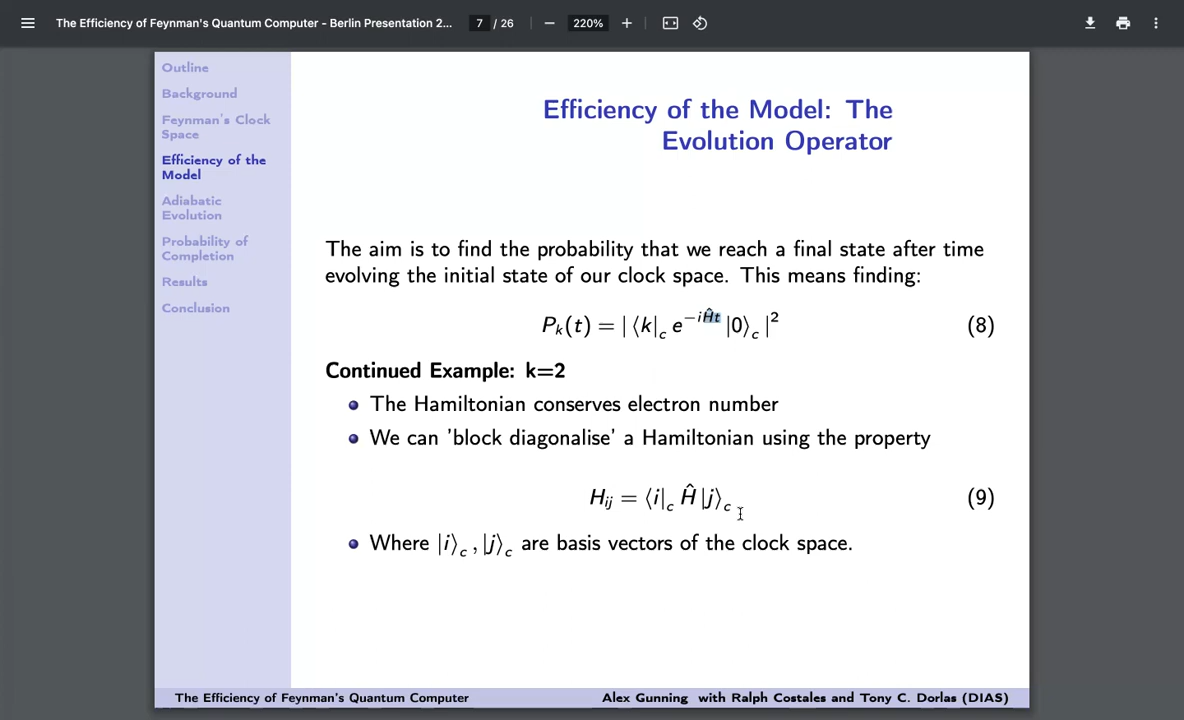 The Efficiency of Feynman's Quantum Computer - Berlin Presentation 2...
7 / 26
220%
Outline
Background
Feynman's Clock
Space
Efficiency of the
Model
Adiabatic
Evolution
Probability of
Completion
Results
Conclusion
Efficiency of the Model: The
Evolution Operator
The aim is to find the probability that we reach a final state after time
evolving the initial state of our clock space. This means finding:
P_k(t) = | ⟨k|_c e^{−iĤt} |0⟩_c |² (8)
Continued Example: k=2
The Hamiltonian conserves electron number
We can 'block diagonalise' a Hamiltonian using the property
H_{ij} = ⟨i|_c Ĥ |j⟩_c (9)
Where |i⟩_c , |j⟩_c are basis vectors of the clock space.
The Efficiency of Feynman's Quantum Computer
Alex Gunning with Ralph Costales and Tony C. Dorlas (DIAS)